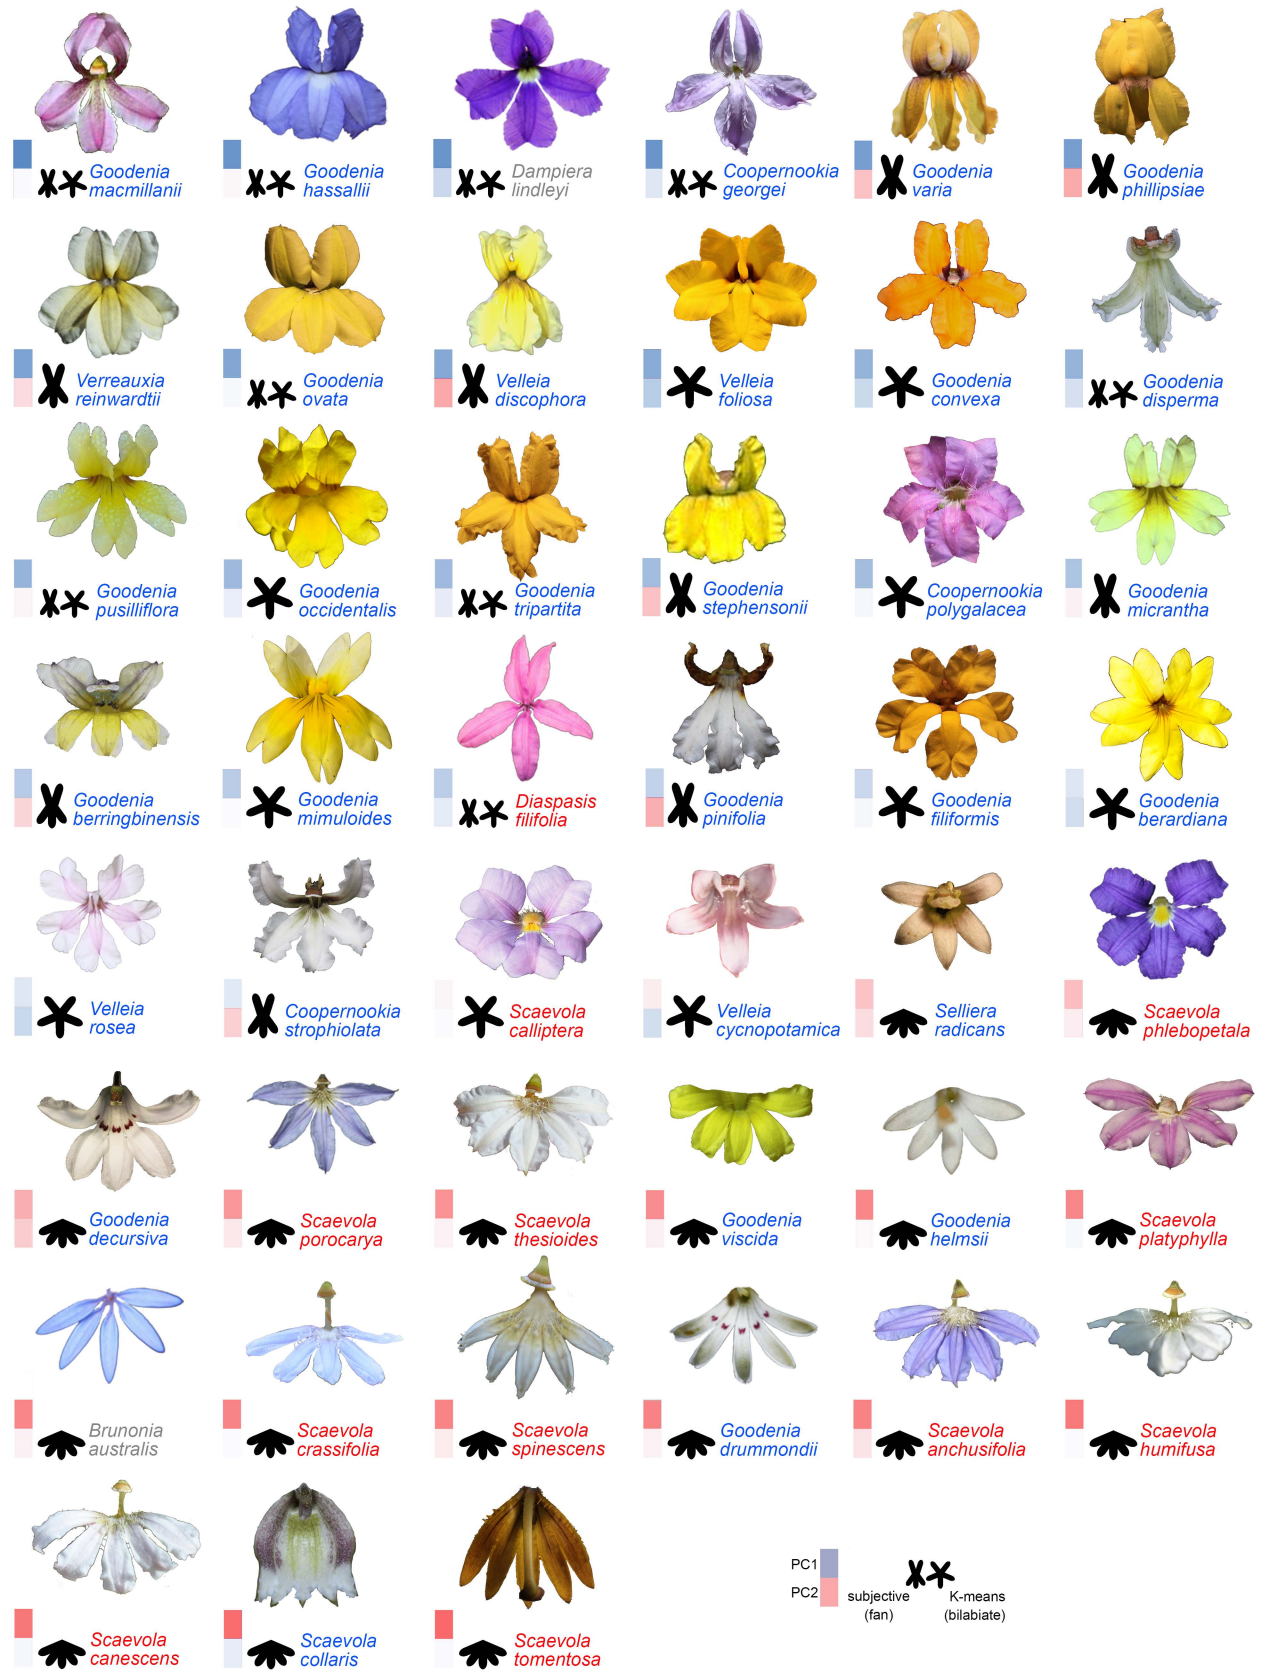 Goodenia
macmillanii
Goodenia
hassallii
Dampiera
lindleyi
Coopernookia
georgei
Goodenia
varia
Goodenia
phillipsiae
Verreauxia
reinwardtii
Goodenia
ovata
Velleia
discophora
Velleia
foliosa
Goodenia
convexa
Goodenia
disperma
Goodenia
pusilliflora
Goodenia
occidentalis
Goodenia
tripartita
Goodenia
stephensonii
Coopernookia
polygalacea
Goodenia
micrantha
Goodenia
berringbinensis
Goodenia
mimuloides
Diaspasis
filifolia
Goodenia
pinifolia
Goodenia
filiformis
Goodenia
berardiana
Velleia
rosea
Coopernookia
strophiolata
Scaevola
calliptera
Velleia
cycnopotamica
Selliera
radicans
Scaevola
phlebopetala
Goodenia
decursiva
Scaevola
porocarya
Scaevola
thesioides
Goodenia
viscida
Goodenia
helmsii
Scaevola
platyphylla
Brunonia
australis
Scaevola
crassifolia
Scaevola
spinescens
Goodenia
drummondii
Scaevola
anchusifolia
Scaevola
humifusa
Scaevola
canescens
Scaevola
collaris
Scaevola
tomentosa
PC1
PC2
subjective
(fan)
K-means
(bilabiate)